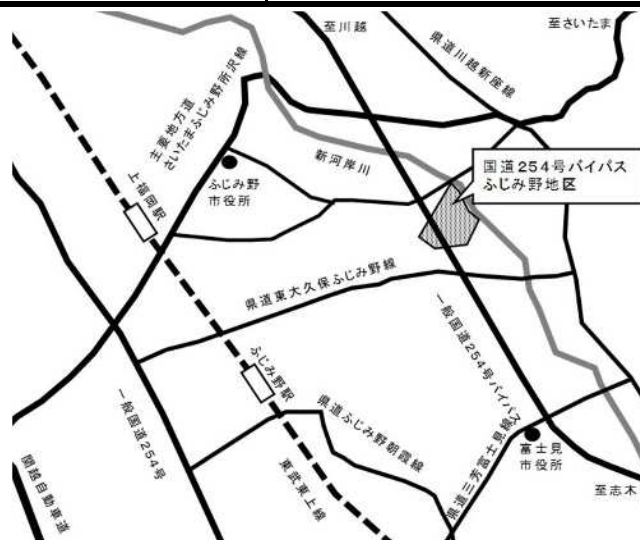 至川越
至さいたま
県道川越新座線
主要地方道
さいたまふじみ野所沢線
新河岸川
国道254号バイパス
ふじみ野地区
ふじみ野
市役所
上福岡駅
県道東大久保ふじみ野線
一般国道254号バイパス
ふじみ野駅
県道ふじみ野朝霞線
一般国道254号
県道三芳富士見線
富士見
市役所
関越自動車道
東武東上線
至志木